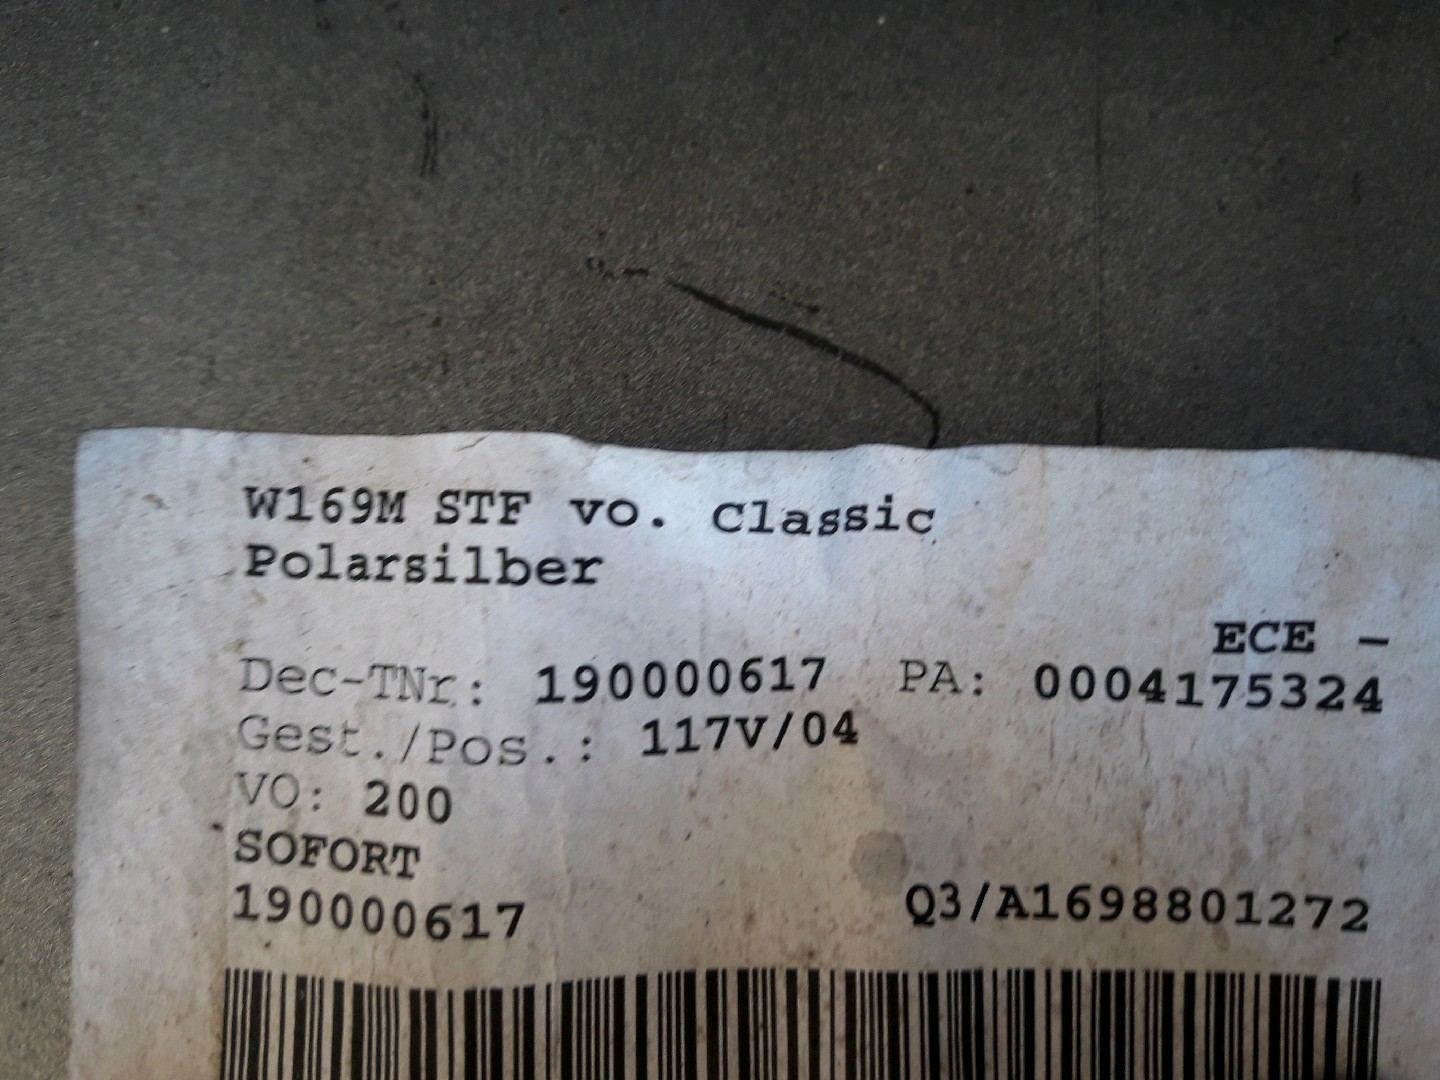 W169M STF vo. Classic
Polarsilber
ECE -
Dec-TNr: 190000617 PA: 0004175324
Gest./Pos.: 117V/04
VO: 200
SOFORT
190000617 Q3/A1698801272